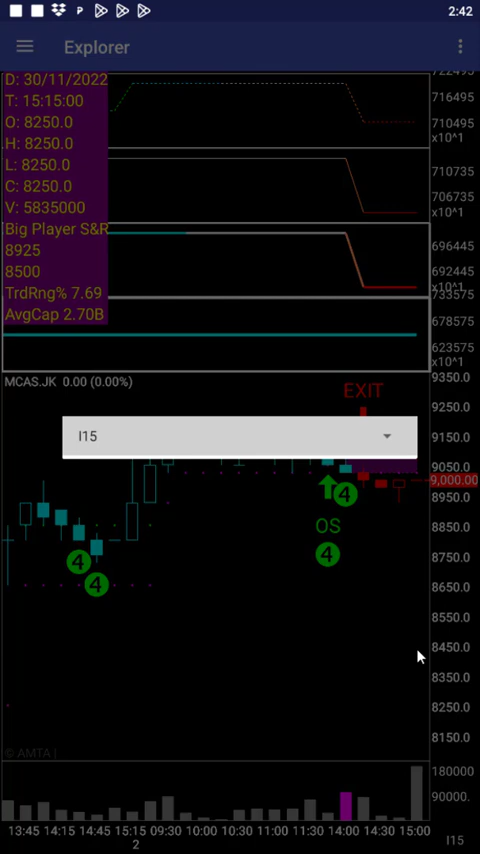 2:42
P
Explorer
D: 30/11/2022
T: 15:15:00
O: 8250.0
H: 8250.0
L: 8250.0
C: 8250.0
V: 5835000
Big Player S&R
8925
8500
TrdRng% 7.69
AvgCap 2.70B
722495
716495
710495
x10^1
710735
706735
x10^1
696445
692445
x10^1
733575
678575
623575
x10^1
MCAS.JK 0.00 (0.00%)
9350.0
EXIT
9250.0
I15
9150.0
9050.0
9,000.00
8950.0
4
OS
8850.0
4
4
8750.0
4
8650.0
8550.0
8450.0
8350.0
8250.0
8150.0
© AMTA |
180000
90000.
13:45 14:15 14:45 15:15 09:30 10:00 10:30 11:00 11:30 14:00 14:30 15:00
2
I15